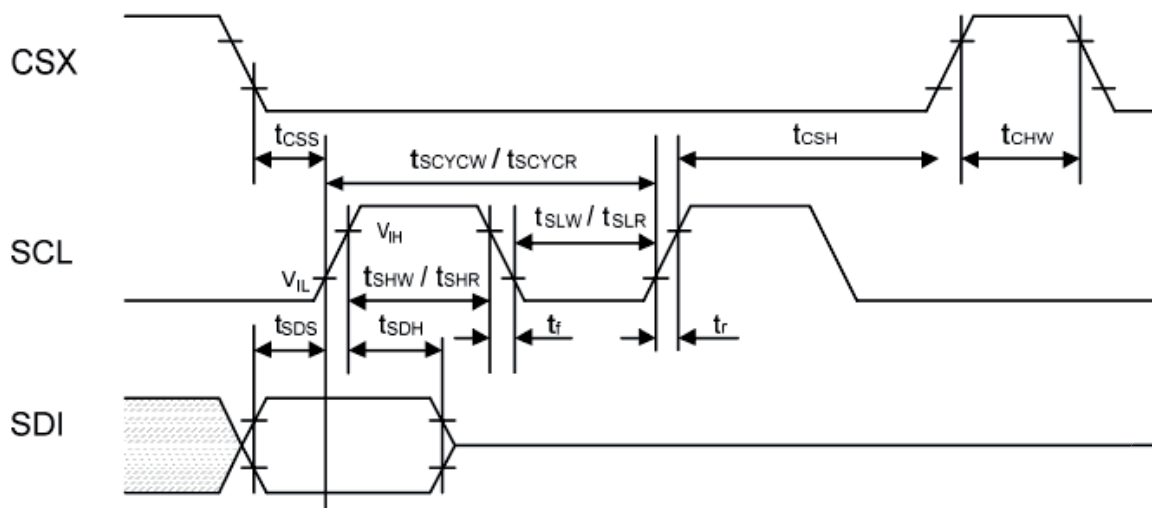 CSX
tCSS
tSCYCW / tSCYCR
tCSH
tCHW
SCL
VIH
tSLW / tSLR
VIL
tSHW / tSHR
tSDS
tSDH
tf
tr
SDI